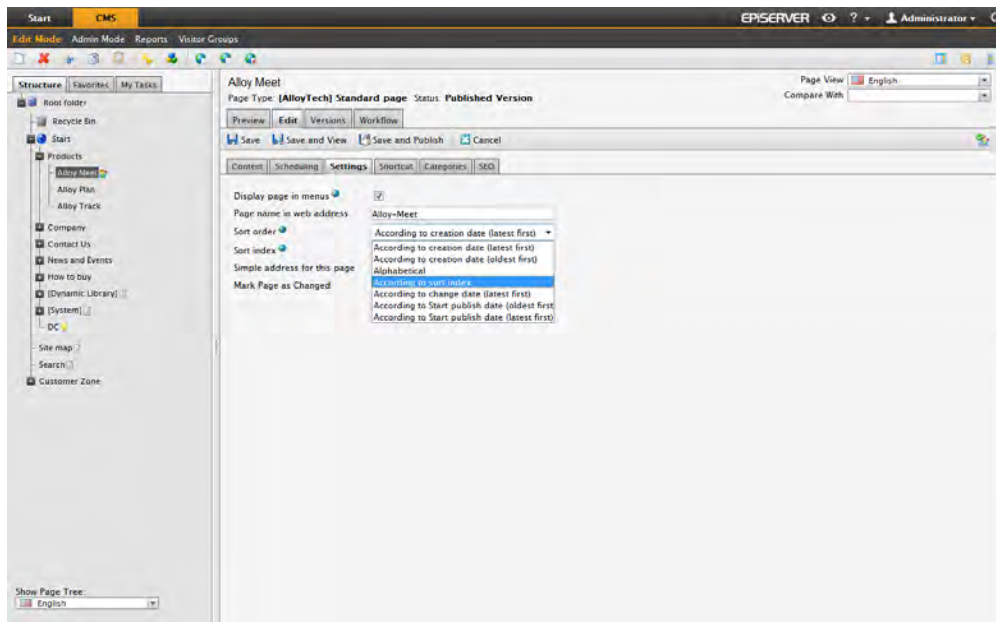 Start CMS EPiSERVER ? Administrator
Edit Mode Admin Mode Reports Visitor Groups
Structure Favorites My Tasks
Root folder
Recycle Bin
Start
Products
Alloy Meet
Alloy Plan
Alloy Track
Company
Contact Us
News and Events
How to buy
[Dynamic Library]
[System]
DC
Site map
Search
Customer Zone
Show Page Tree:
English
Alloy Meet
Page Type: [AlloyTech] Standard page Status: Published Version
Page View English
Compare With
Preview Edit Versions Workflow
Save Save and View Save and Publish Cancel
Content Scheduling Settings Shortcut Categories SEO
Display page in menus
Page name in web address Alloy-Meet
Sort order According to creation date (latest first)
Sort index
Simple address for this page
Mark Page as Changed
According to creation date (latest first)
According to creation date (oldest first)
Alphabetical
According to sort index
According to change date (latest first)
According to Start publish date (oldest first
According to Start publish date (latest first)